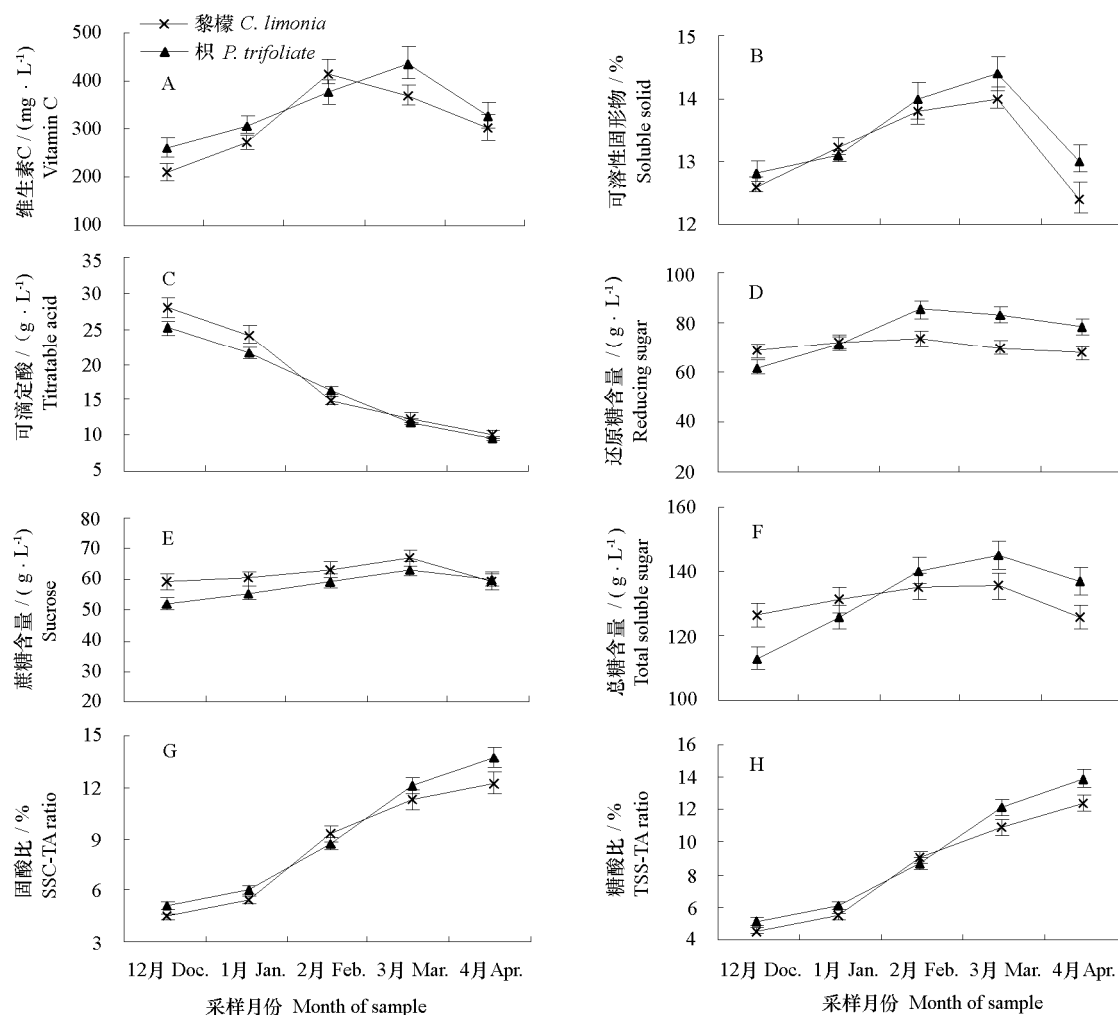 黎檬 C. limonia
枳 P. trifoliate
A
500
400
300
200
100
维生素C / (mg · L-1)
Vitamin C
B
15
14
13
12
可溶性固形物 / %
Soluble solid
C
35
30
25
20
15
10
5
可滴定酸 / (g · L-1)
Titratable acid
D
100
80
60
40
20
还原糖含量 / (g · L-1)
Reducing sugar
E
80
70
60
50
40
30
20
蔗糖含量 / (g · L-1)
Sucrose
F
160
140
120
100
总糖含量 / (g · L-1)
Total soluble sugar
G
15
12
9
6
3
固酸比 / %
SSC-TA ratio
12月 Doc. 1月 Jan. 2月 Feb. 3月 Mar. 4月 Apr.
采样月份 Month of sample
H
16
14
12
10
8
6
4
糖酸比 / %
TSS-TA ratio
12月 Doc. 1月 Jan. 2月 Feb. 3月 Mar. 4月Apr.
采样月份 Month of sample